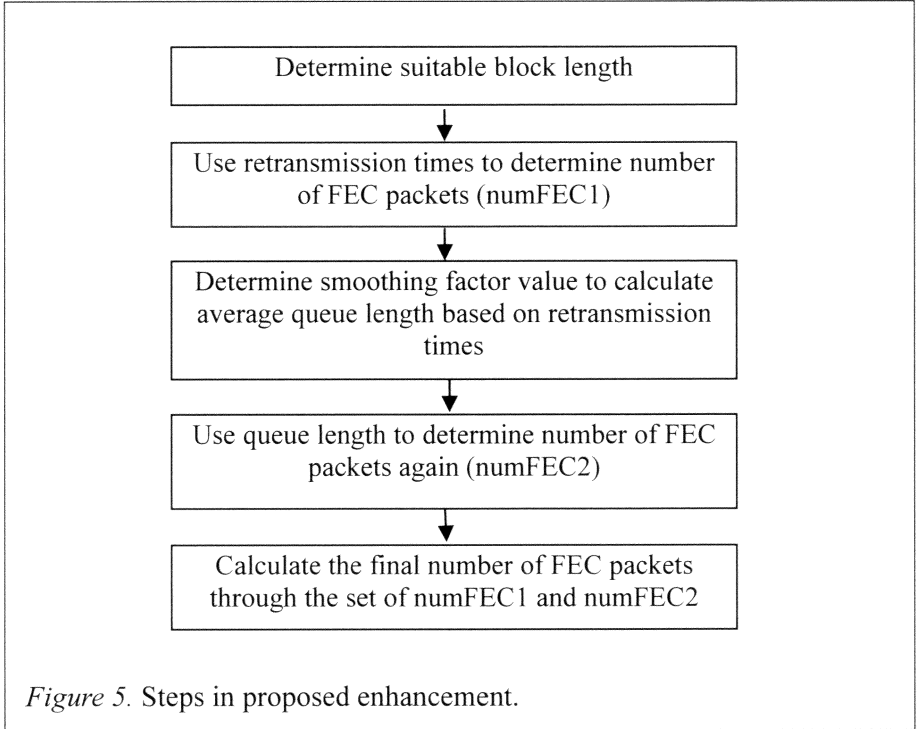 Determine suitable block length
Use retransmission times to determine number
of FEC packets (numFEC1)
Determine smoothing factor value to calculate
average queue length based on retransmission
times
Use queue length to determine number of FEC
packets again (numFEC2)
Calculate the final number of FEC packets
through the set of numFEC1 and numFEC2
Figure 5. Steps in proposed enhancement.